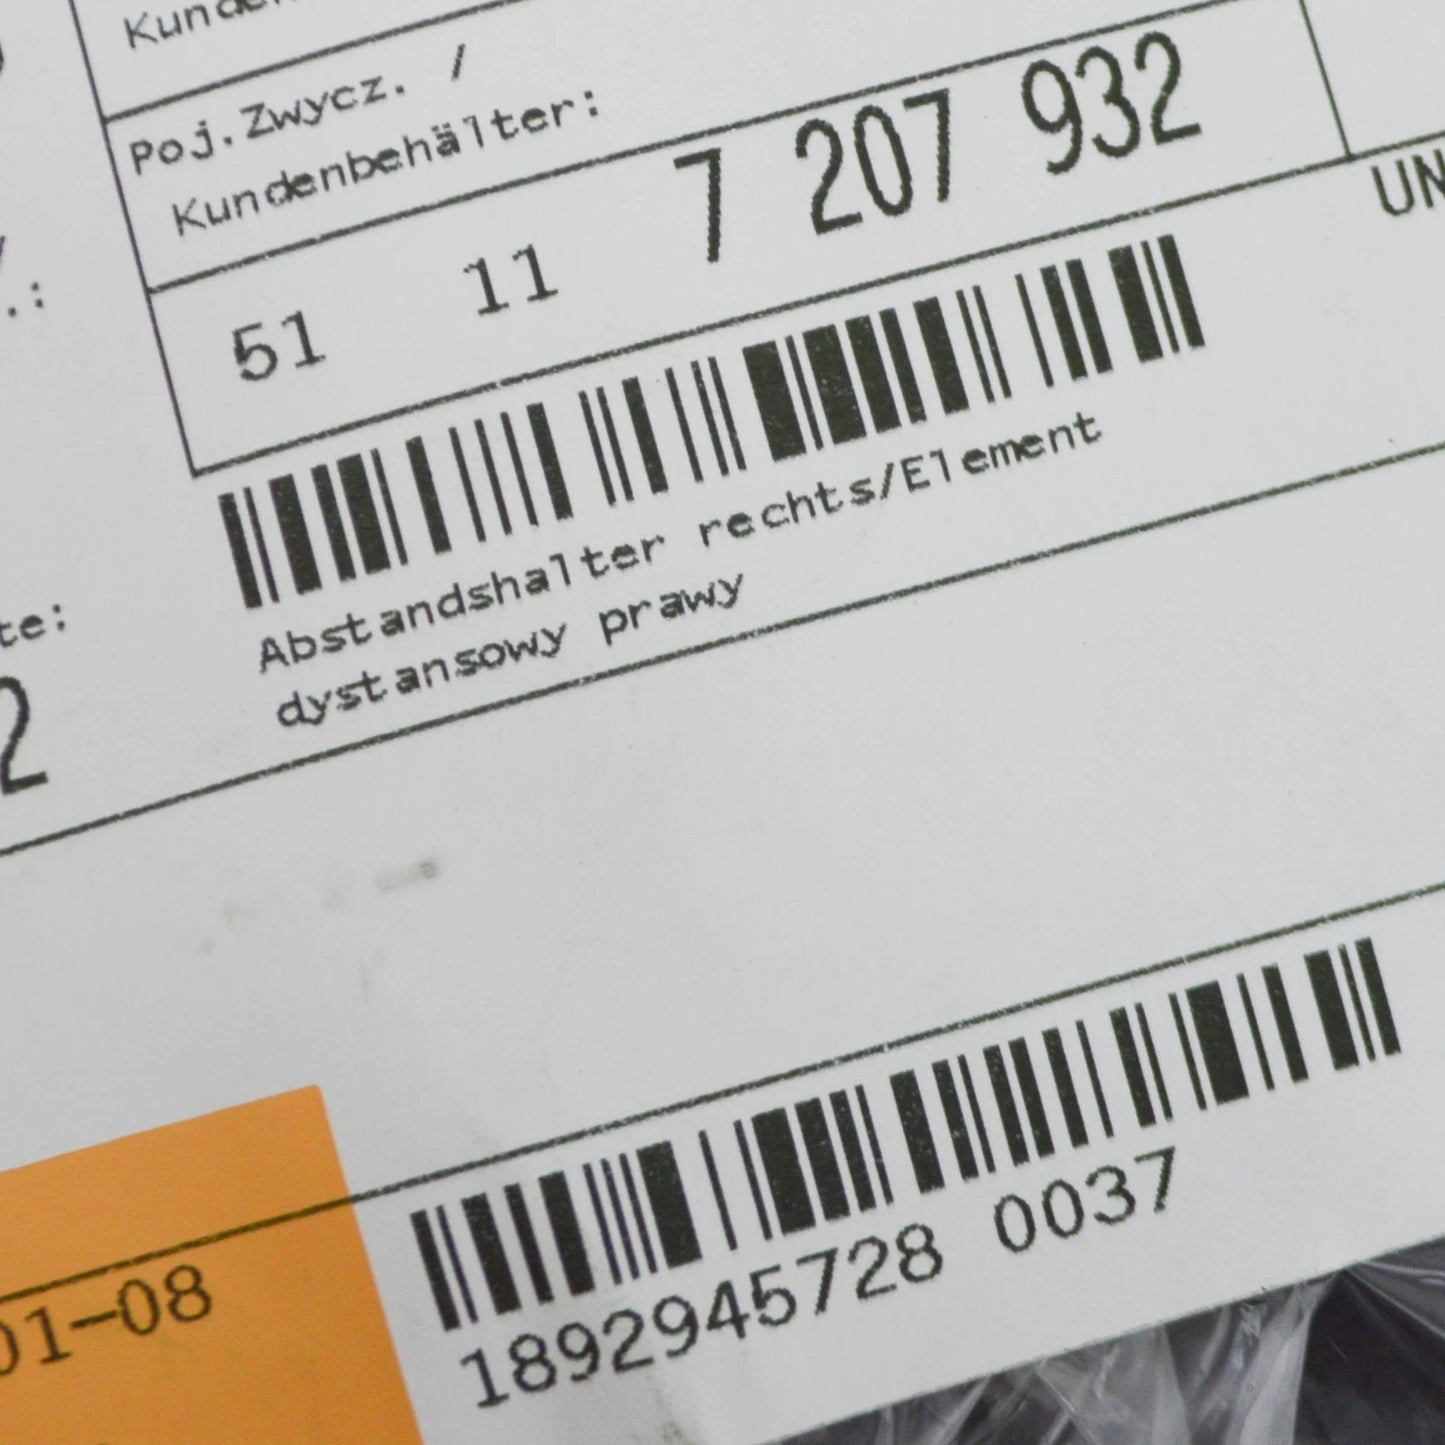 Poj.Zwycz. /
Kundenbehälter:
51 11 7 207 932
UN
Abstandshalter rechts/Element
dystansowy prawy
te:
2
01-08
1892945728 0037